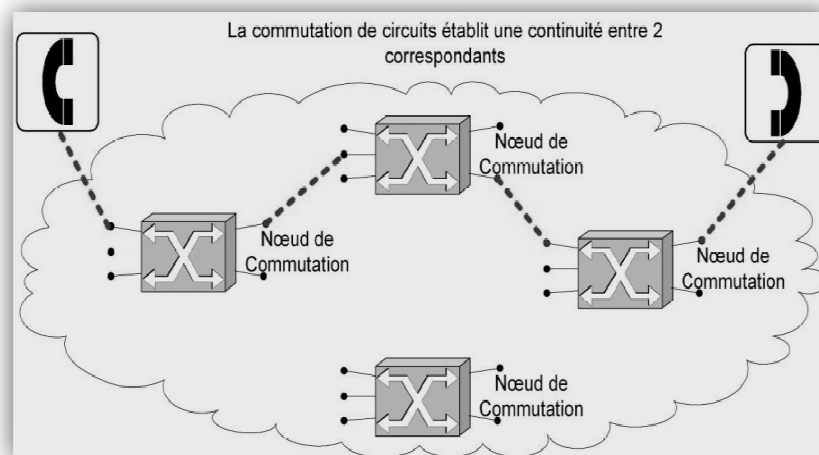 La commutation de circuits établit une continuité entre 2
correspondants
Nœud de
Commutation
Nœud de
Commutation
Nœud de
Commutation
Nœud de
Commutation